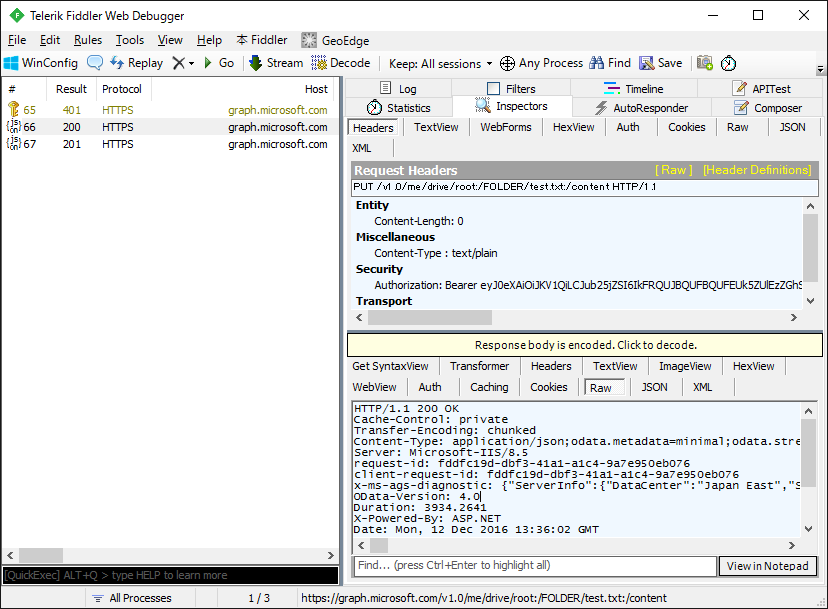 Telerik Fiddler Web Debugger
File Edit Rules Tools View Help 本 Fiddler GeoEdge
WinConfig Replay Go Stream Decode Keep: All sessions Any Process Find Save
# Result Protocol Host
65 401 HTTPS graph.microsoft.com
66 200 HTTPS graph.microsoft.com
67 201 HTTPS graph.microsoft.com
Log Filters Timeline APITest
Statistics Inspectors AutoResponder Composer
Headers TextView WebForms HexView Auth Cookies Raw JSON
XML
Request Headers [ Raw ] [Header Definitions]
PUT /v1.0/me/drive/root:/FOLDER/test.txt:/content HTTP/1.1
Entity
Content-Length: 0
Miscellaneous
Content-Type : text/plain
Security
Transport
Response body is encoded. Click to decode.
Get SyntaxView Transformer Headers TextView ImageView HexView
WebView Auth Caching Cookies Raw JSON XML
HTTP/1.1 200 OK
Cache-Control: private
Transfer-Encoding: chunked
Content-Type: application/json;odata.metadata=minimal;odata.stre
Server: Microsoft-IIS/8.5
request-id: fddfc19d-dbf3-41a1-a1c4-9a7e950eb076
client-request-id: fddfc19d-dbf3-41a1-a1c4-9a7e950eb076
x-ms-ags-diagnostic: {"ServerInfo":{"DataCenter":"Japan East","S
OData-Version: 4.0
Duration: 3934.2641
X-Powered-By: ASP.NET
Date: Mon, 12 Dec 2016 13:36:02 GMT
Find... (press Ctrl+Enter to highlight all) View in Notepad
[QuickExec] ALT+Q > type HELP to learn more
All Processes 1 / 3 https://graph.microsoft.com/v1.0/me/drive/root:/FOLDER/test.txt:/content